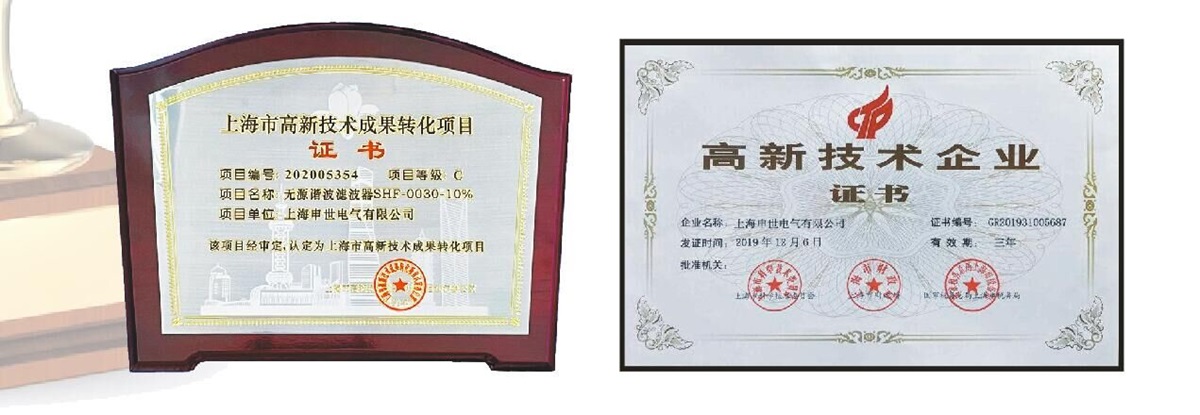 上海市高新技术成果转化项目
证书
项目编号: 202005354 项目等级: C
项目名称: 无源谐波滤波器SHF-0030-10%
项目单位: 上海申世电气有限公司
该项目经审定,认定为上海市高新技术成果转化项目
高新技术企业
证书
企业名称: 上海申世电气有限公司
证书编号: GR201931005687
发证时间: 2019年12月6日
有效期: 三年
批准机关: